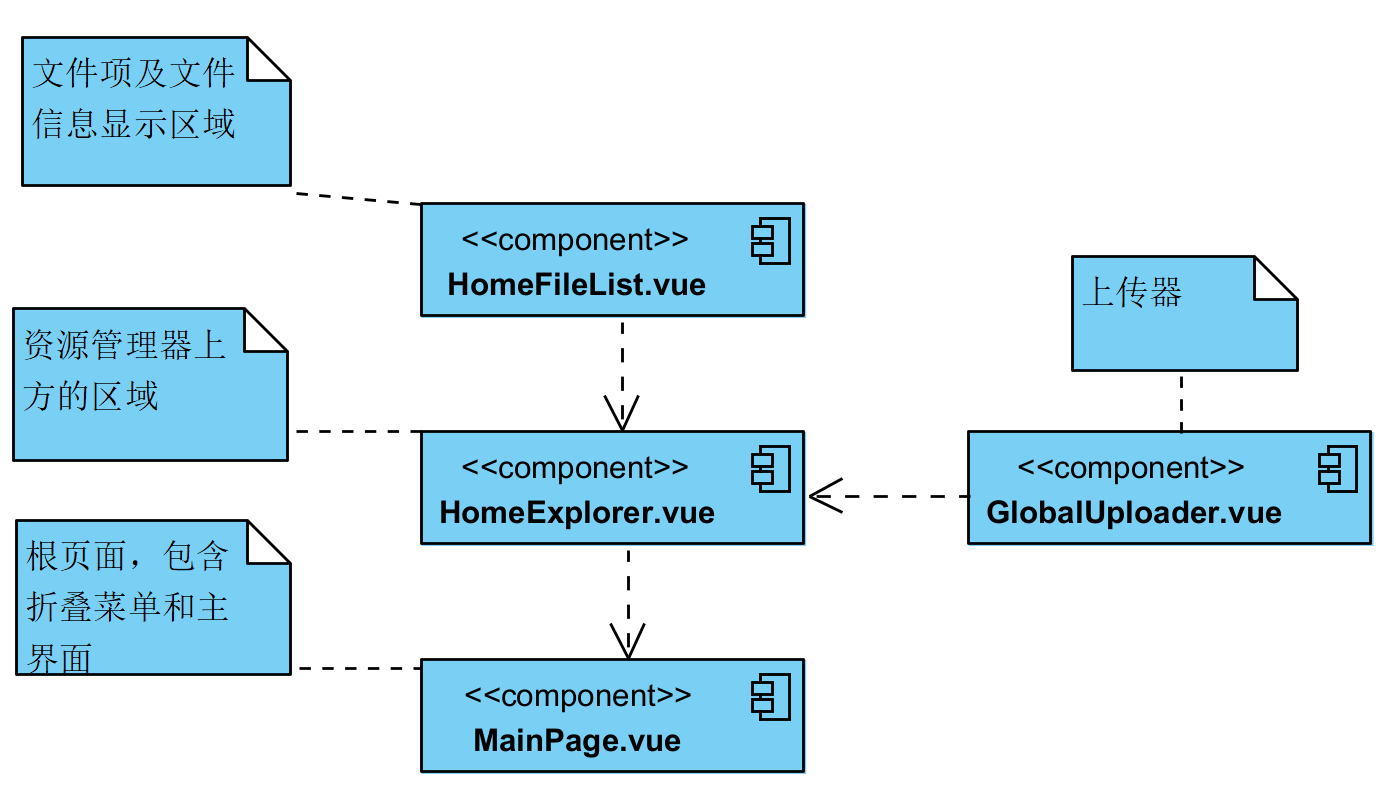 文件项及文件
信息显示区域
<<component>>
HomeFileList.vue
上传器
资源管理器上
方的区域
<<component>>
HomeExplorer.vue
<<component>>
GlobalUploader.vue
根页面，包含
折叠菜单和主
界面
<<component>>
MainPage.vue